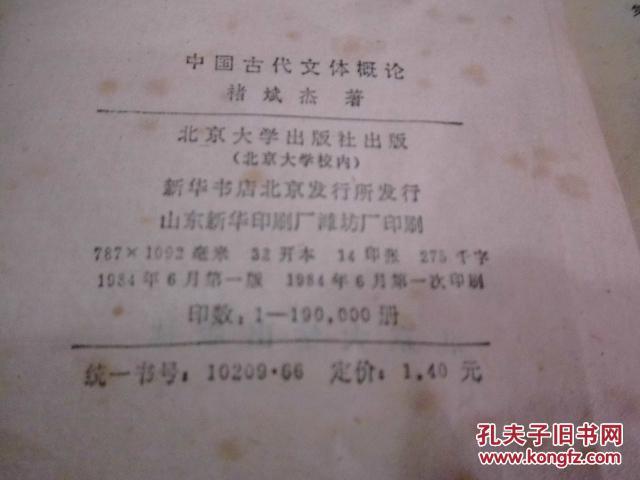 中国古代文体概论
褚斌杰 著
北京大学出版社出版
(北京大学校内)
新华书店北京发行所发行
山东新华印刷厂潍坊厂印刷
787×1092毫米 32开本 14印张 275千字
1984年6月第一版 1984年6月第一次印刷
印数：1—190,000册
统一书号：10209·66 定价：1.40元
孔夫子旧书网
www.kongfz.com